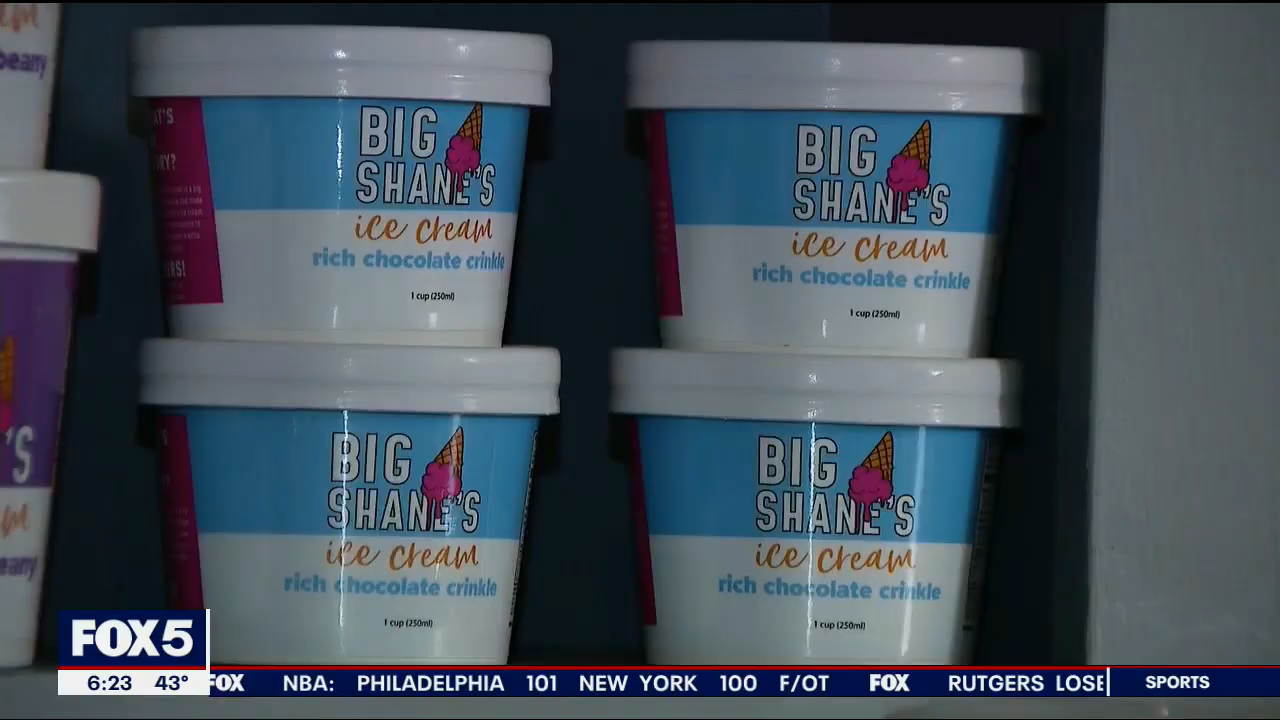 BIG
SHANE'S
ice cream
rich chocolate crinkle
1 cup (250ml)
BIG
SHANE'S
ice cream
rich chocolate crinkle
1 cup (250ml)
BIG
SHANE'S
ice cream
rich chocolate crinkle
1 cup (250ml)
BIG
SHANE'S
ice cream
rich chocolate crinkle
1 cup (250ml)
'S
FOX 5
6:23 43°
FOX NBA: PHILADELPHIA 101 NEW YORK 100 F/OT FOX RUTGERS LOSE
SPORTS